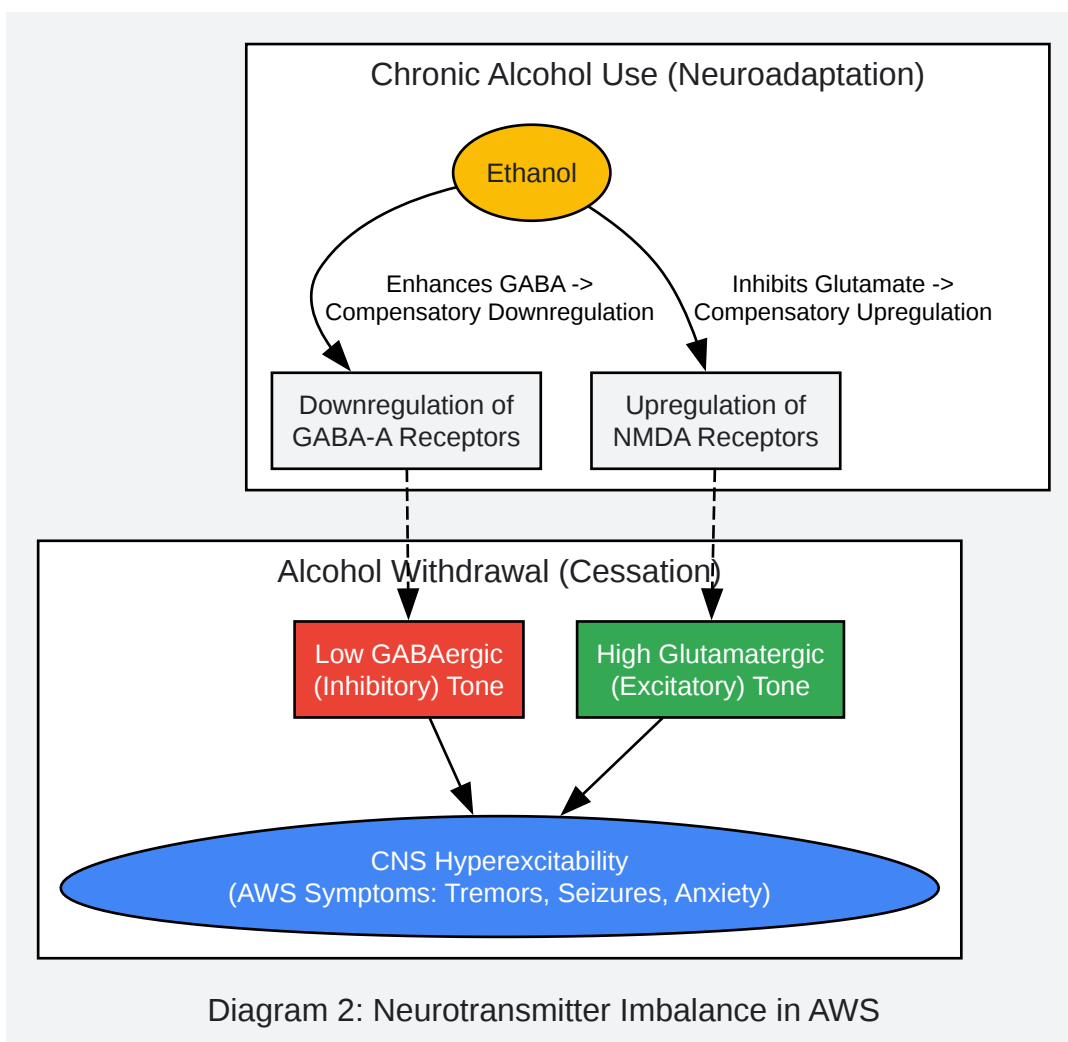 Chronic Alcohol Use (Neuroadaptation)
Ethanol
Enhances GABA ->
Compensatory Downregulation
Inhibits Glutamate ->
Compensatory Upregulation
Downregulation of
GABA-A Receptors
Upregulation of
NMDA Receptors
Alcohol Withdrawal (Cessation)
Low GABAergic
(Inhibitory) Tone
High Glutamatergic
(Excitatory) Tone
CNS Hyperexcitability
(AWS Symptoms: Tremors, Seizures, Anxiety)
Diagram 2: Neurotransmitter Imbalance in AWS